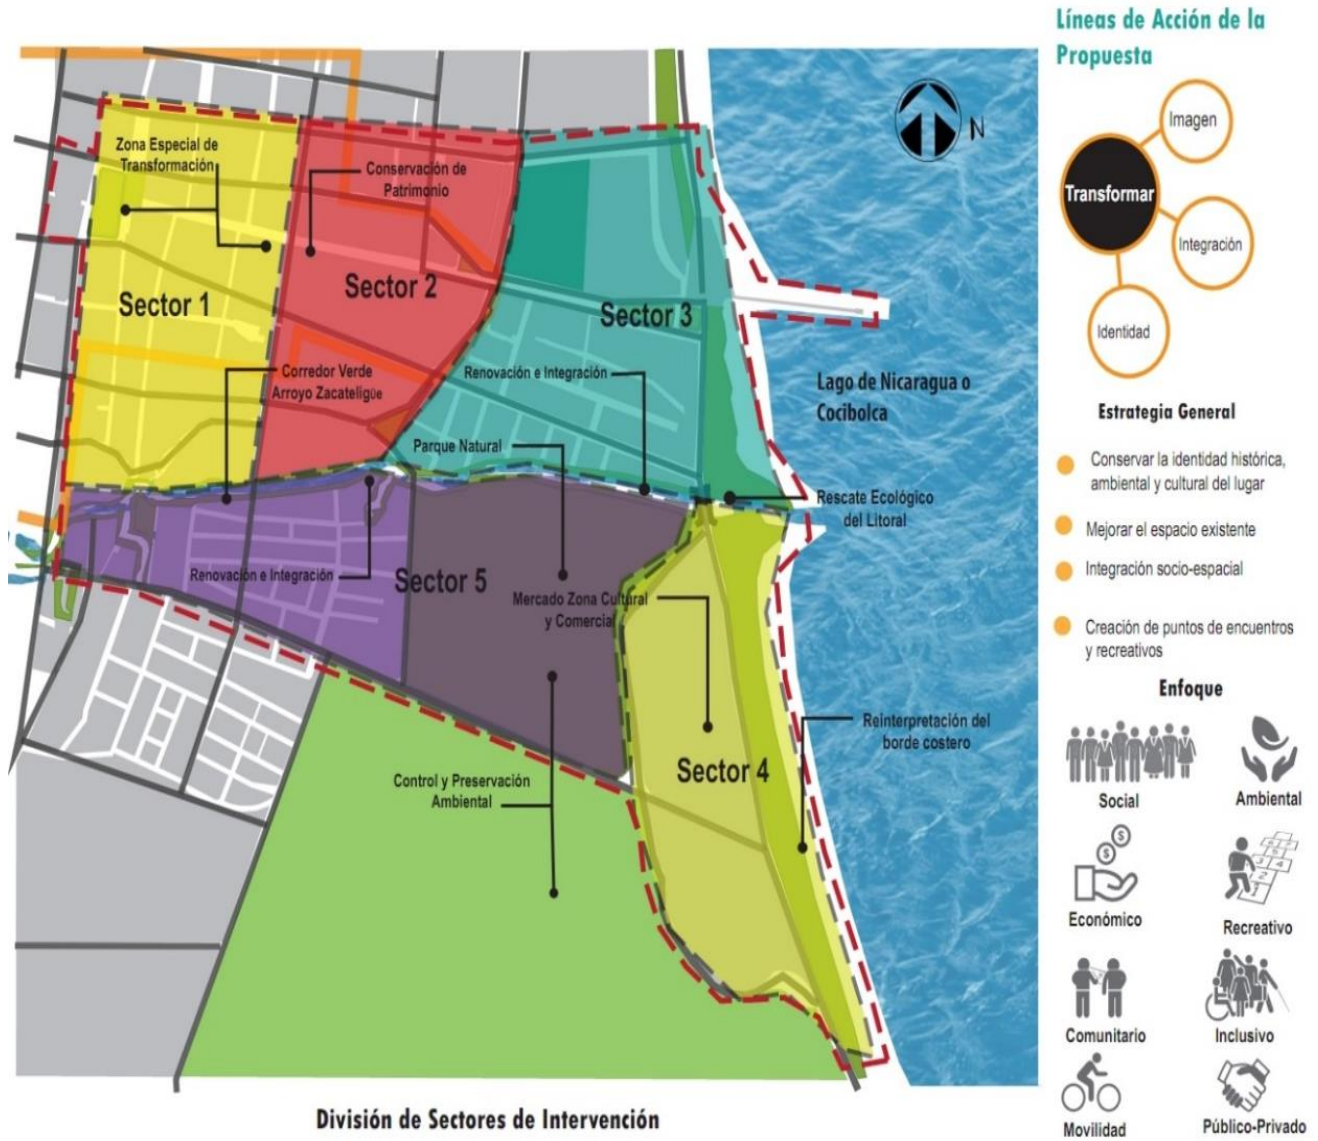 Líneas de Acción de la
Propuesta
Transformar
Imagen
Integración
Identidad
Estrategia General
Conservar la identidad histórica,
ambiental y cultural del lugar
Mejorar el espacio existente
Integración socio-espacial
Creación de puntos de encuentros
y recreativos
Enfoque
Social
Ambiental
Económico
Recreativo
Comunitario
Inclusivo
Movilidad
Público-Privado
N
Zona Especial de
Transformación
Conservación de
Patrimonio
Sector 1
Sector 2
Sector 3
Corredor Verde
Arroyo Zacateligüe
Renovación e Integración
Lago de Nicaragua o
Cocibolca
Parque Natural
Rescate Ecológico
del Litoral
Renovación e Integración
Sector 5
Mercado Zona Cultural
y Comercial
Reinterpretación del
borde costero
Sector 4
Control y Preservación
Ambiental
División de Sectores de Intervención